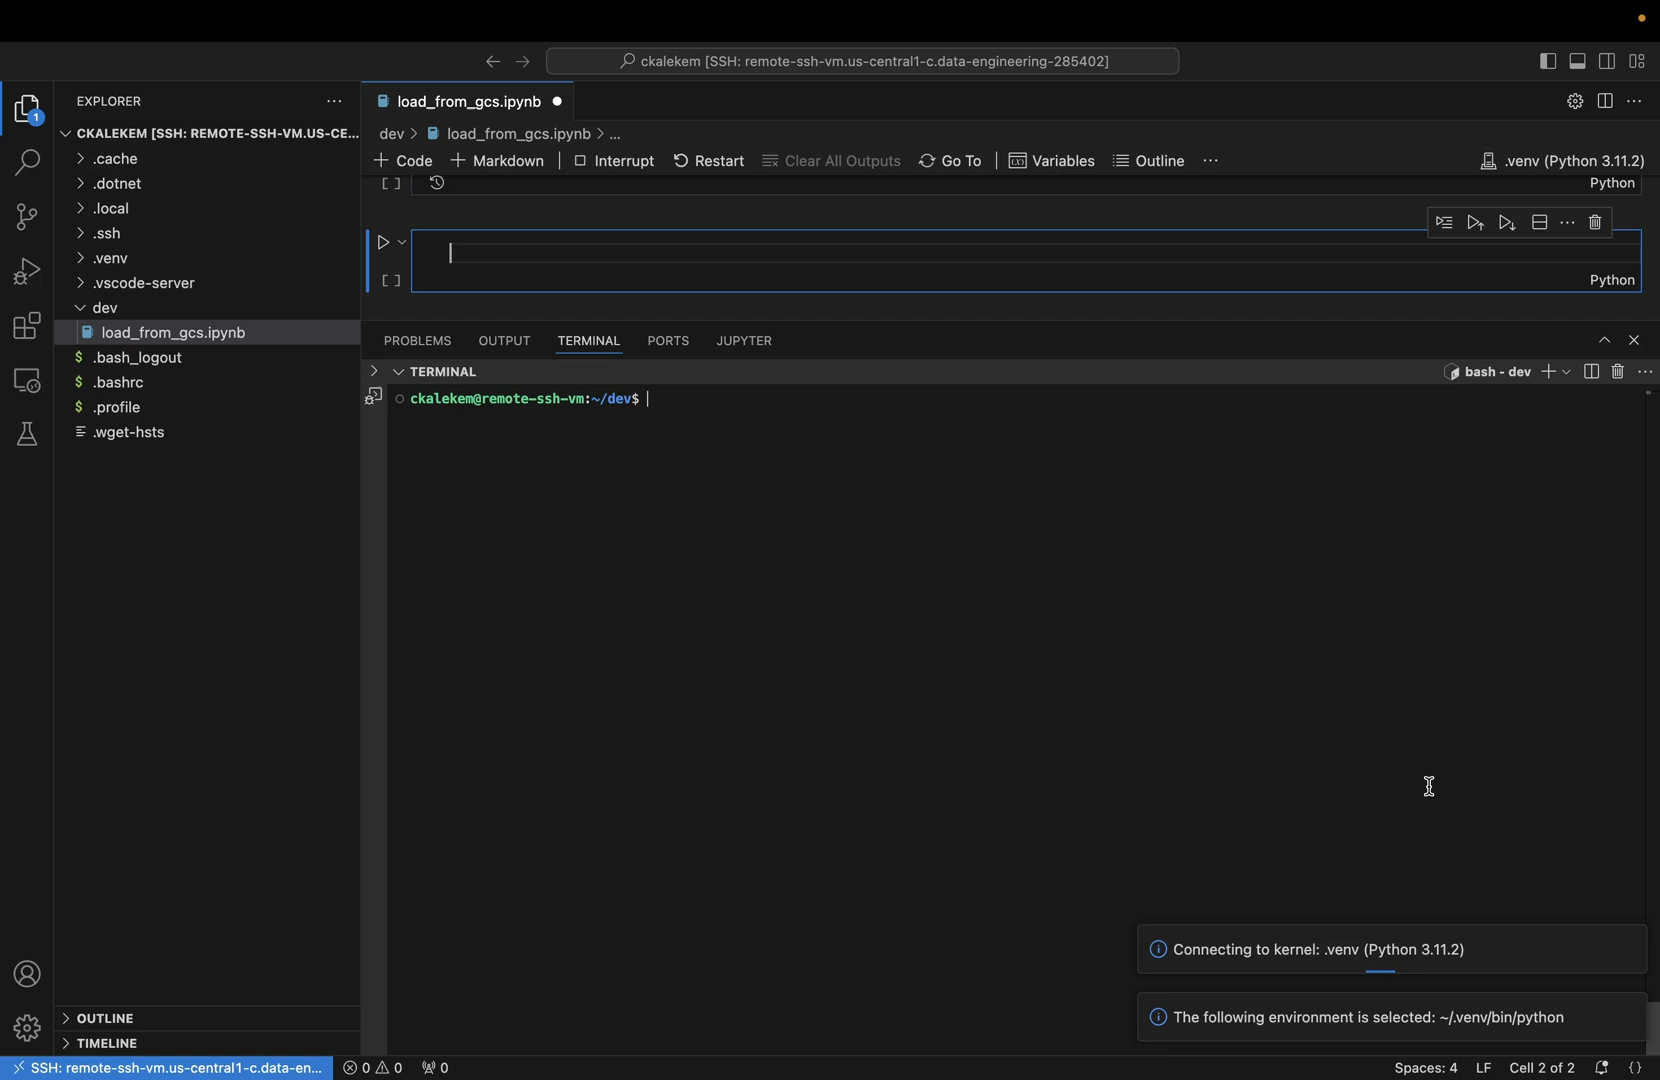 ckalekem [SSH: remote-ssh-vm.us-central1-c.data-engineering-285402]
EXPLORER
1
CKALEKEM [SSH: REMOTE-SSH-VM.US-CE...
.cache
.dotnet
.local
.ssh
.venv
.vscode-server
dev
load_from_gcs.ipynb
$ .bash_logout
$ .bashrc
$ .profile
.wget-hsts
OUTLINE
TIMELINE
load_from_gcs.ipynb
dev > load_from_gcs.ipynb > ...
+ Code + Markdown Interrupt Restart Clear All Outputs Go To Variables Outline ... .venv (Python 3.11.2)
[ ] Python
[ ] Python
PROBLEMS OUTPUT TERMINAL PORTS JUPYTER
TERMINAL bash - dev
ckalekem@remote-ssh-vm:~/dev$
Connecting to kernel: .venv (Python 3.11.2)
The following environment is selected: ~/.venv/bin/python
SSH: remote-ssh-vm.us-central1-c.data-en... 0 0 0 Spaces: 4 LF Cell 2 of 2 {}